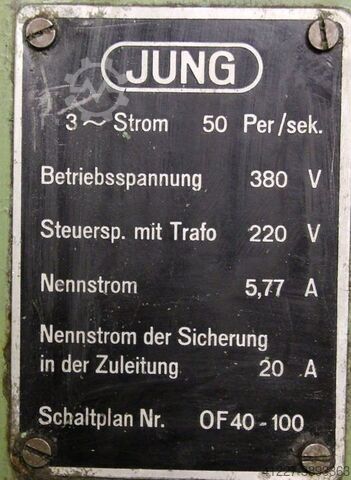 JUNG
3 ~ Strom 50 Per/sek.
Betriebsspannung 380 V
Steuersp. mit Trafo 220 V
Nennstrom 5,77 A
Nennstrom der Sicherung
in der Zuleitung 20 A
Schaltplan Nr. OF40-100